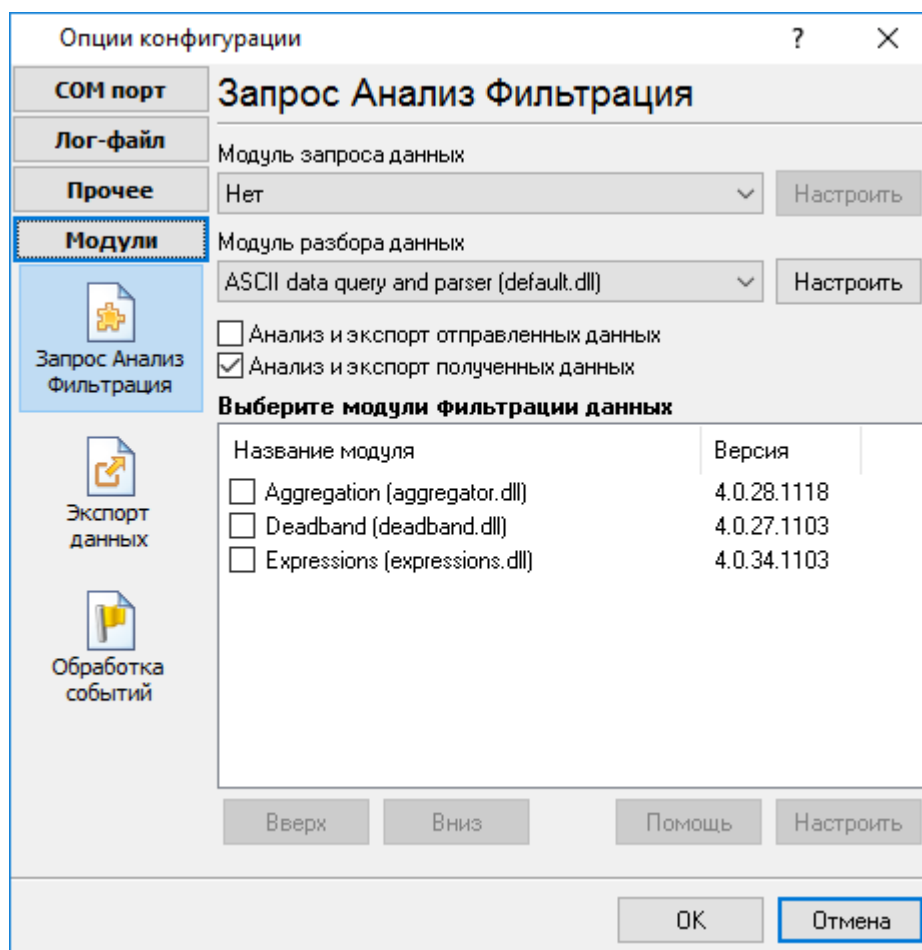 Опции конфигурации
?
COM порт
Лог-файл
Прочее
Модули
Запрос Анализ
Фильтрация
Экспорт
данных
Обработка
событий
Запрос Анализ Фильтрация
Модуль запроса данных
Нет
Настроить
Модуль разбора данных
ASCII data query and parser (default.dll)
Настроить
Анализ и экспорт отправленных данных
Анализ и экспорт полученных данных
Выберите модули фильтрации данных
Название модуля Версия
Aggregation (aggregator.dll) 4.0.28.1118
Deadband (deadband.dll) 4.0.27.1103
Expressions (expressions.dll) 4.0.34.1103
Вверх Вниз Помощь Настроить
OK Отмена